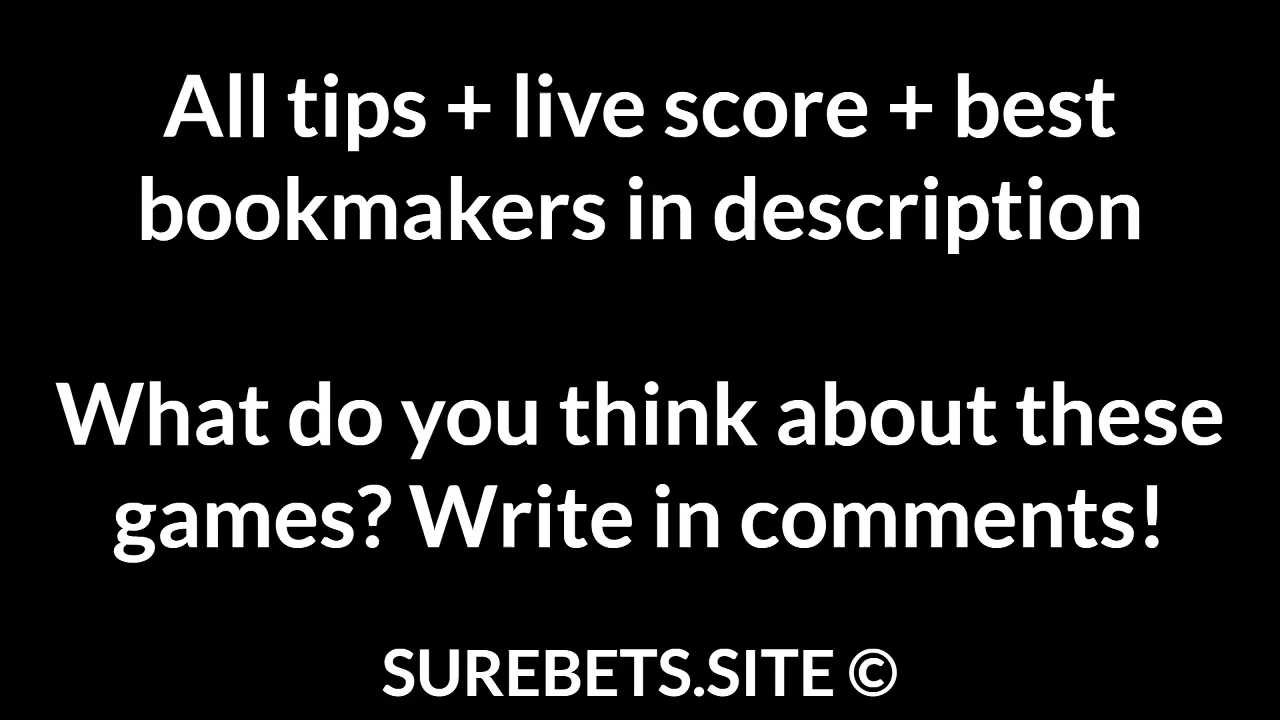 All tips + live score + best
bookmakers in description
What do you think about these
games? Write in comments!
SUREBETS.SITE ©